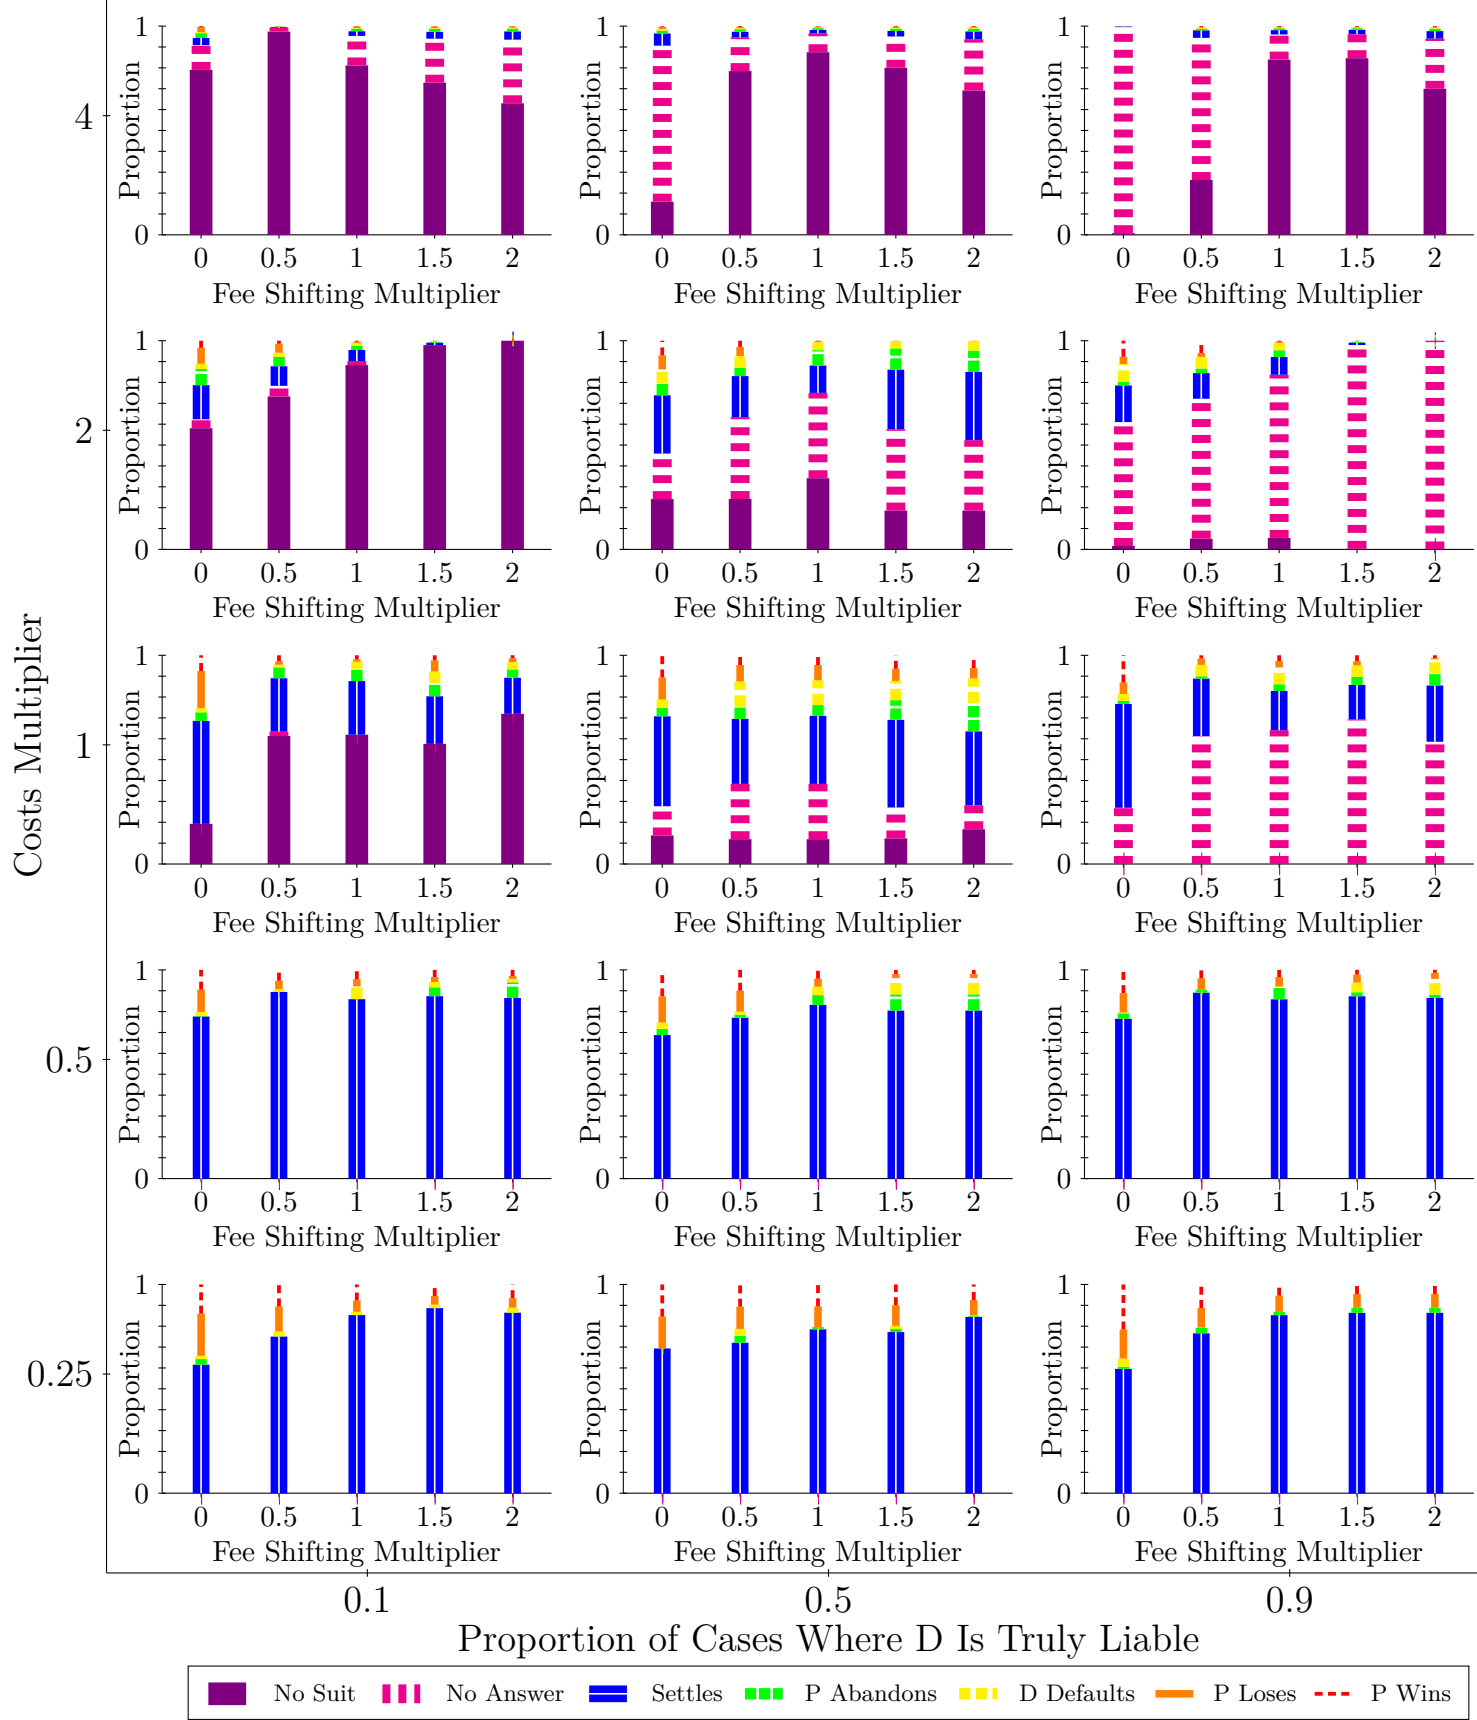 Costs Multiplier
4
1
0
Proportion
0 0.5 1 1.5 2
Fee Shifting Multiplier
1
0
Proportion
0 0.5 1 1.5 2
Fee Shifting Multiplier
1
0
Proportion
0 0.5 1 1.5 2
Fee Shifting Multiplier
2
1
0
Proportion
0 0.5 1 1.5 2
Fee Shifting Multiplier
1
0
Proportion
0 0.5 1 1.5 2
Fee Shifting Multiplier
1
0
Proportion
0 0.5 1 1.5 2
Fee Shifting Multiplier
1
1
0
Proportion
0 0.5 1 1.5 2
Fee Shifting Multiplier
1
0
Proportion
0 0.5 1 1.5 2
Fee Shifting Multiplier
1
0
Proportion
0 0.5 1 1.5 2
Fee Shifting Multiplier
0.5
1
0
Proportion
0 0.5 1 1.5 2
Fee Shifting Multiplier
1
0
Proportion
0 0.5 1 1.5 2
Fee Shifting Multiplier
1
0
Proportion
0 0.5 1 1.5 2
Fee Shifting Multiplier
0.25
1
0
Proportion
0 0.5 1 1.5 2
Fee Shifting Multiplier
1
0
Proportion
0 0.5 1 1.5 2
Fee Shifting Multiplier
1
0
Proportion
0 0.5 1 1.5 2
Fee Shifting Multiplier
0.1 0.5 0.9
Proportion of Cases Where D Is Truly Liable
No Suit No Answer Settles P Abandons D Defaults P Loses P Wins